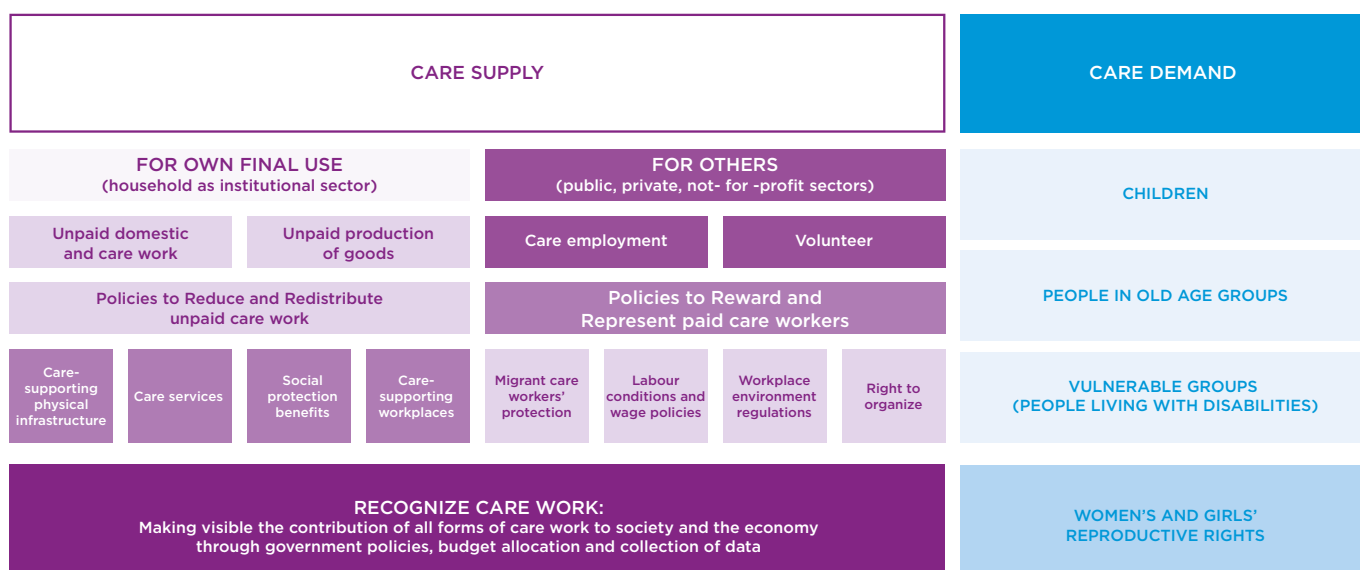 CARE SUPPLY
CARE DEMAND
FOR OWN FINAL USE
(household as institutional sector)
FOR OTHERS
(public, private, not- for -profit sectors)
CHILDREN
Unpaid domestic
and care work
Unpaid production
of goods
Care employment
Volunteer
Policies to Reduce and Redistribute
unpaid care work
Policies to Reward and
Represent paid care workers
PEOPLE IN OLD AGE GROUPS
Care-
supporting
physical
infrastructure
Care services
Social
protection
benefits
Care-
supporting
workplaces
Migrant care
workers’
protection
Labour
conditions and
wage policies
Workplace
environment
regulations
Right to
organize
VULNERABLE GROUPS
(PEOPLE LIVING WITH DISABILITIES)
RECOGNIZE CARE WORK:
Making visible the contribution of all forms of care work to society and the economy
through government policies, budget allocation and collection of data
WOMEN’S AND GIRLS’
REPRODUCTIVE RIGHTS